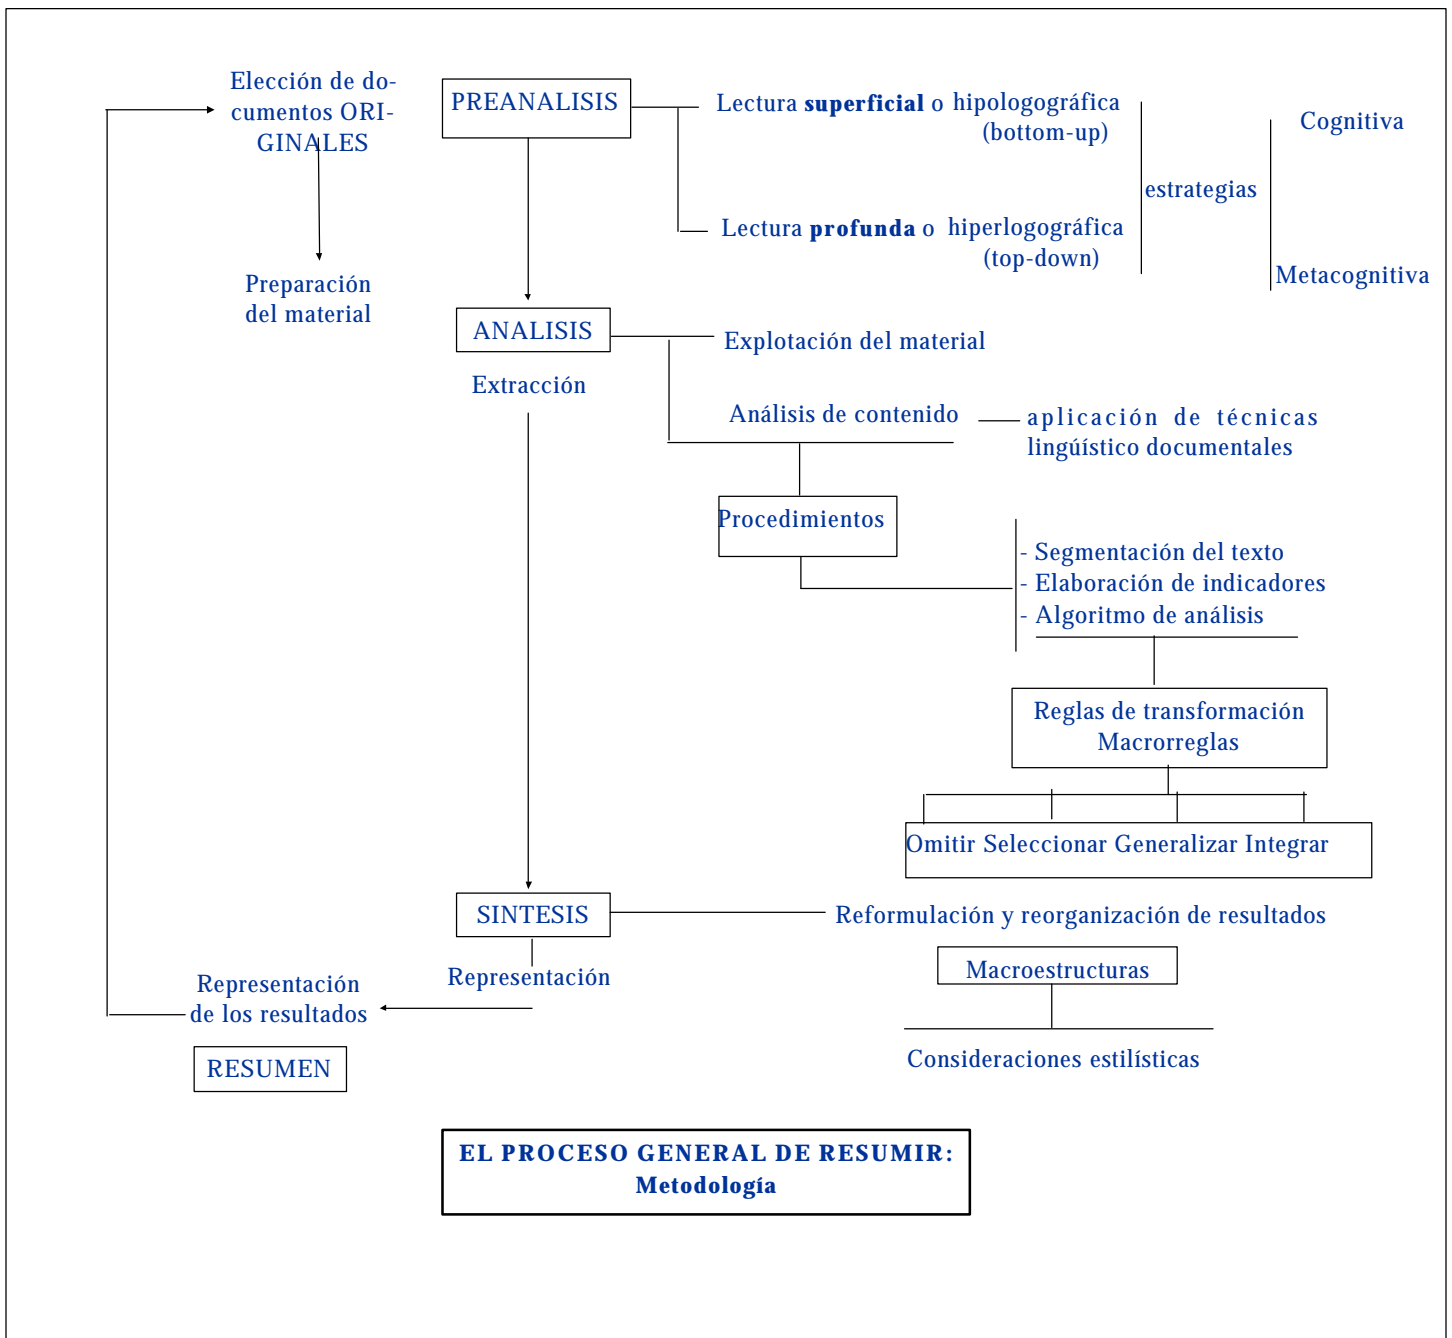 Elección de do-
cumentos ORI-
GINALES
Preparación
del material
PREANALISIS
Lectura superficial o hipologográfica
(bottom-up)
Lectura profunda o hiperlogográfica
(top-down)
estrategias
Cognitiva
Metacognitiva
ANALISIS
Extracción
Explotación del material
Análisis de contenido
aplicación de técnicas
lingúístico documentales
Procedimientos
- Segmentación del texto
- Elaboración de indicadores
- Algoritmo de análisis
Reglas de transformación
Macrorreglas
Omitir Seleccionar Generalizar Integrar
SINTESIS
Representación
Reformulación y reorganización de resultados
Macroestructuras
Consideraciones estilísticas
Representación
de los resultados
RESUMEN
EL PROCESO GENERAL DE RESUMIR:
Metodología